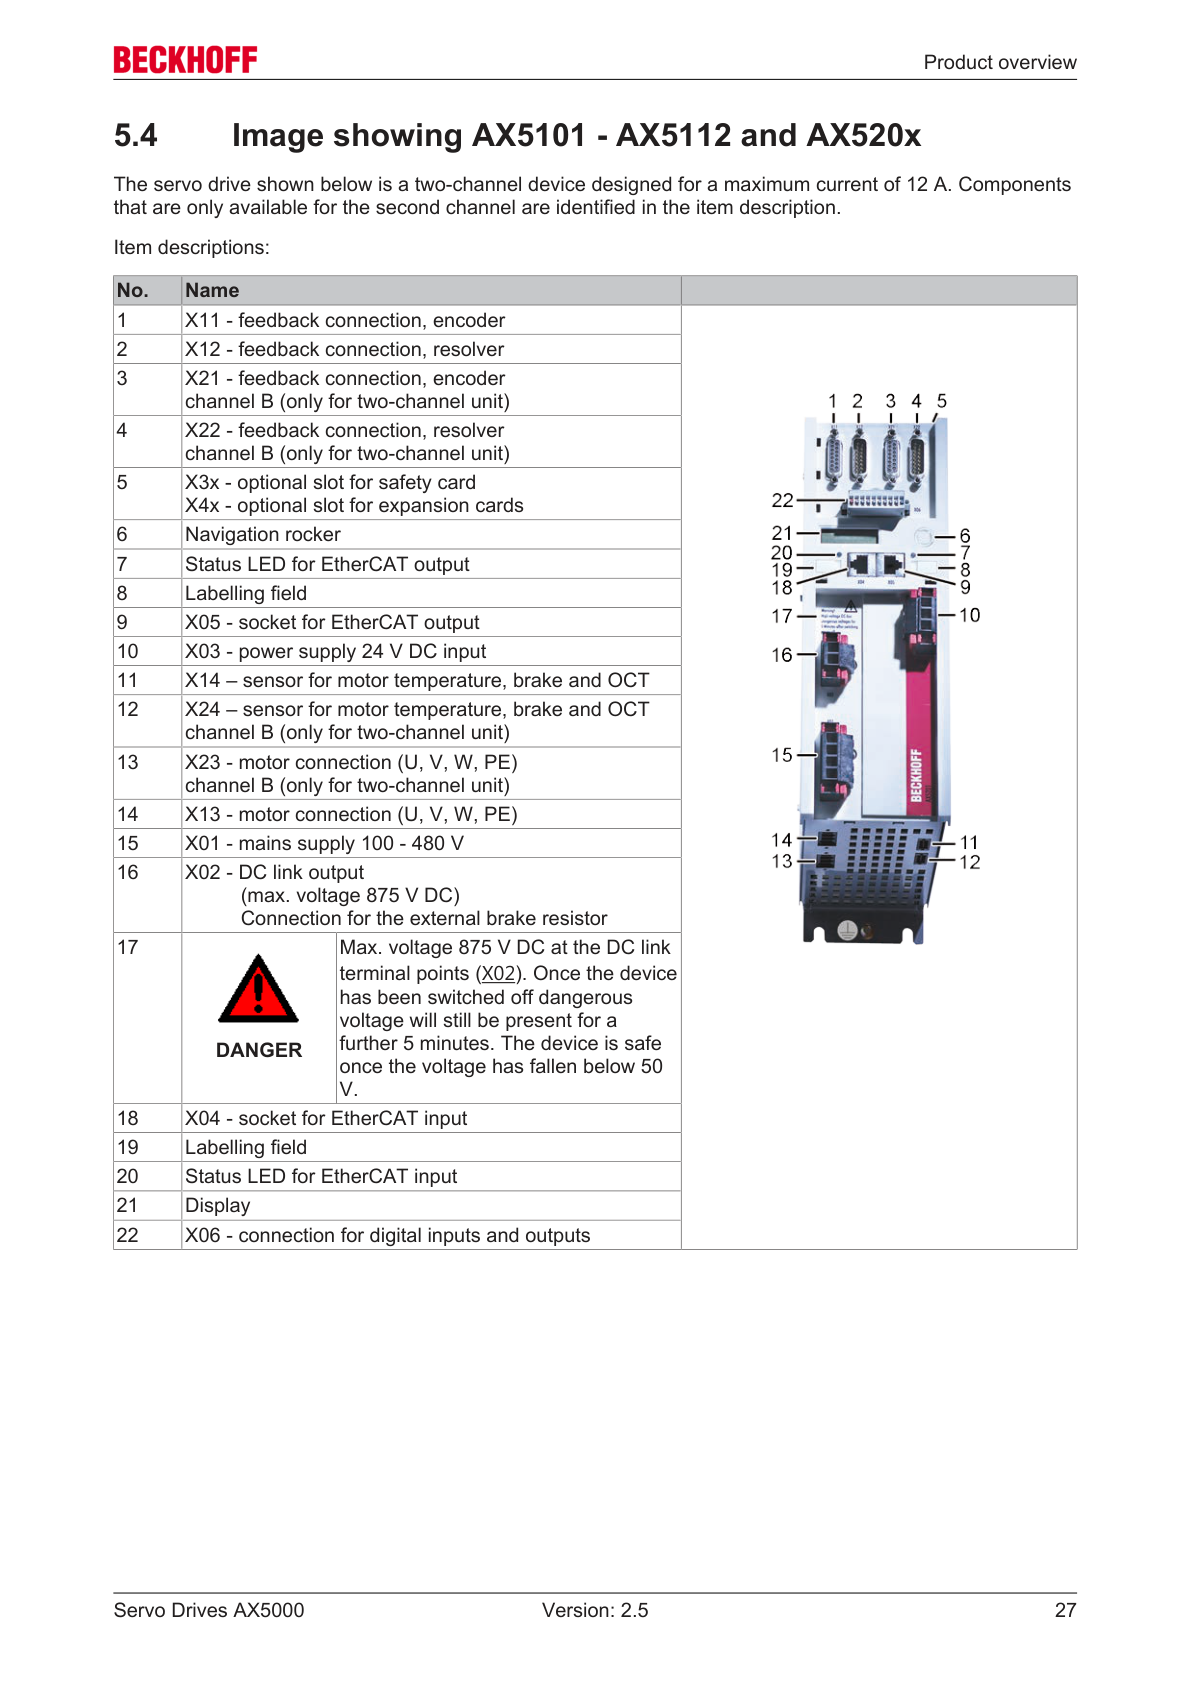 BECKHOFF
Product overview
5.4 Image showing AX5101 - AX5112 and AX520x
The servo drive shown below is a two-channel device designed for a maximum current of 12 A. Components
that are only available for the second channel are identified in the item description.
Item descriptions:
No. Name
1 X11 - feedback connection, encoder
2 X12 - feedback connection, resolver
3 X21 - feedback connection, encoder
channel B (only for two-channel unit)
4 X22 - feedback connection, resolver
channel B (only for two-channel unit)
5 X3x - optional slot for safety card
X4x - optional slot for expansion cards
6 Navigation rocker
7 Status LED for EtherCAT output
8 Labelling field
9 X05 - socket for EtherCAT output
10 X03 - power supply 24 V DC input
11 X14 – sensor for motor temperature, brake and OCT
12 X24 – sensor for motor temperature, brake and OCT
channel B (only for two-channel unit)
13 X23 - motor connection (U, V, W, PE)
channel B (only for two-channel unit)
14 X13 - motor connection (U, V, W, PE)
15 X01 - mains supply 100 - 480 V
16 X02 - DC link output
(max. voltage 875 V DC)
Connection for the external brake resistor
17
DANGER
Max. voltage 875 V DC at the DC link
terminal points (X02). Once the device
has been switched off dangerous
voltage will still be present for a
further 5 minutes. The device is safe
once the voltage has fallen below 50
V.
18 X04 - socket for EtherCAT input
19 Labelling field
20 Status LED for EtherCAT input
21 Display
22 X06 - connection for digital inputs and outputs
1 2 3 4 5
22
21
20
19
18
17
16
15
14
13
6
7
8
9
10
11
12
BECKHOFF
Servo Drives AX5000 Version: 2.5 27